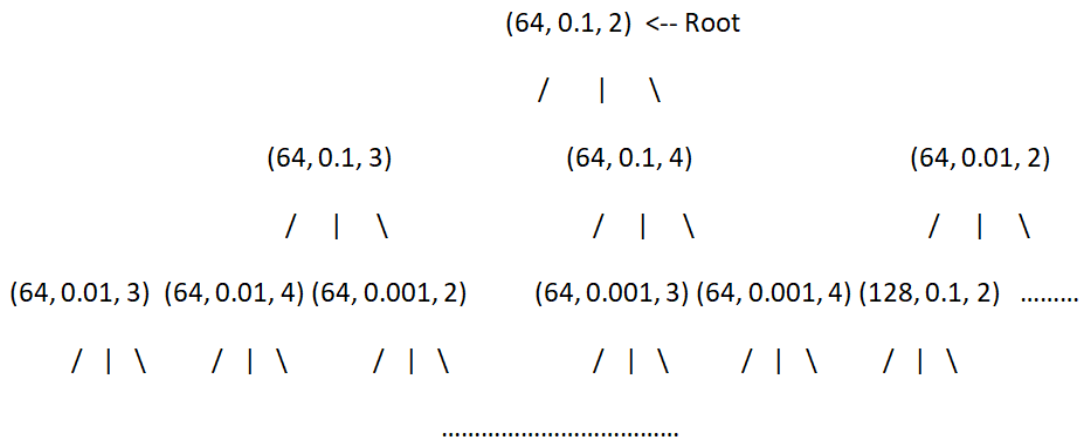 (64, 0.1, 2) <-- Root
/ | \
(64, 0.1, 3) (64, 0.1, 4) (64, 0.01, 2)
/ | \ / | \ / | \
(64, 0.01, 3) (64, 0.01, 4) (64, 0.001, 2) (64, 0.001, 3) (64, 0.001, 4) (128, 0.1, 2) .........
/ | \ / | \ / | \ / | \ / | \ / | \
...................................